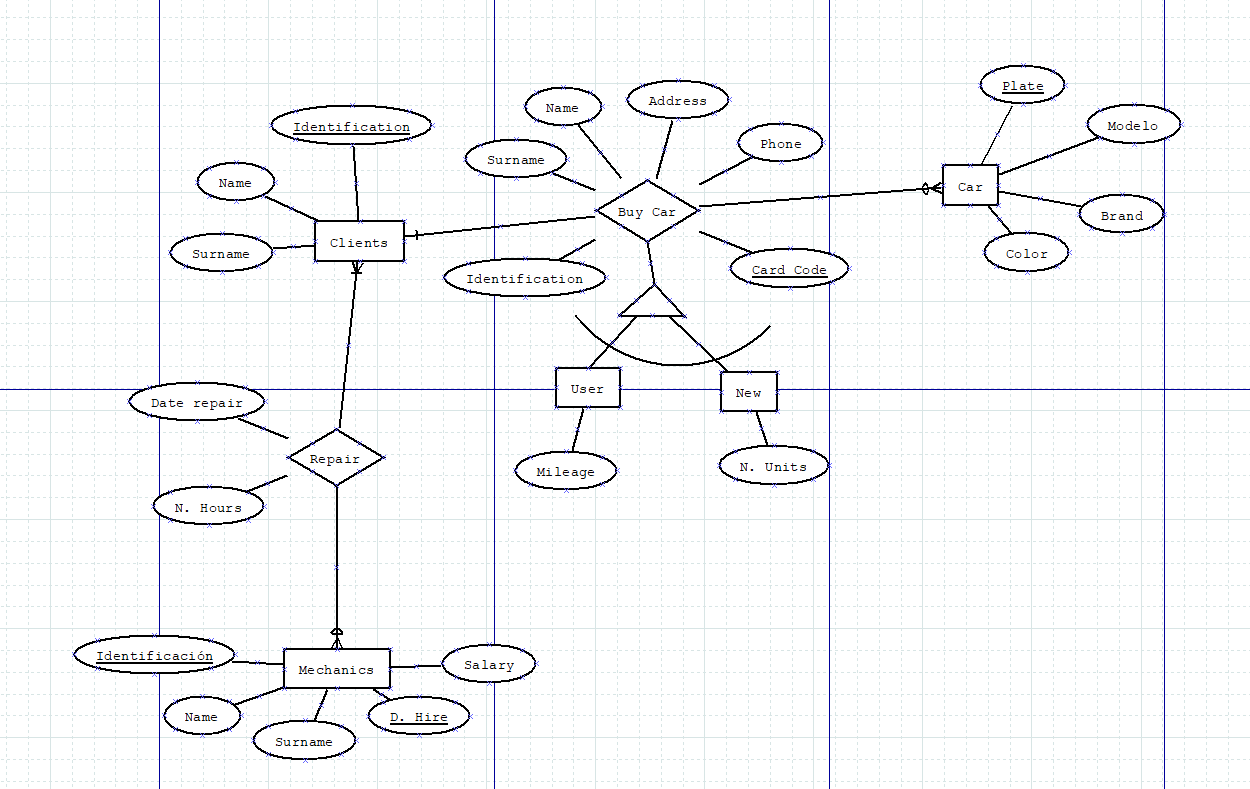 Plate
Name
Address
Identification
Modelo
Phone
Surname
Name
Car
Buy Car
Brand
Clients
Surname
Color
Identification
Card Code
User
New
Date repair
Repair
Mileage
N. Units
N. Hours
Identificación
Mechanics
Salary
Name
D. Hire
Surname